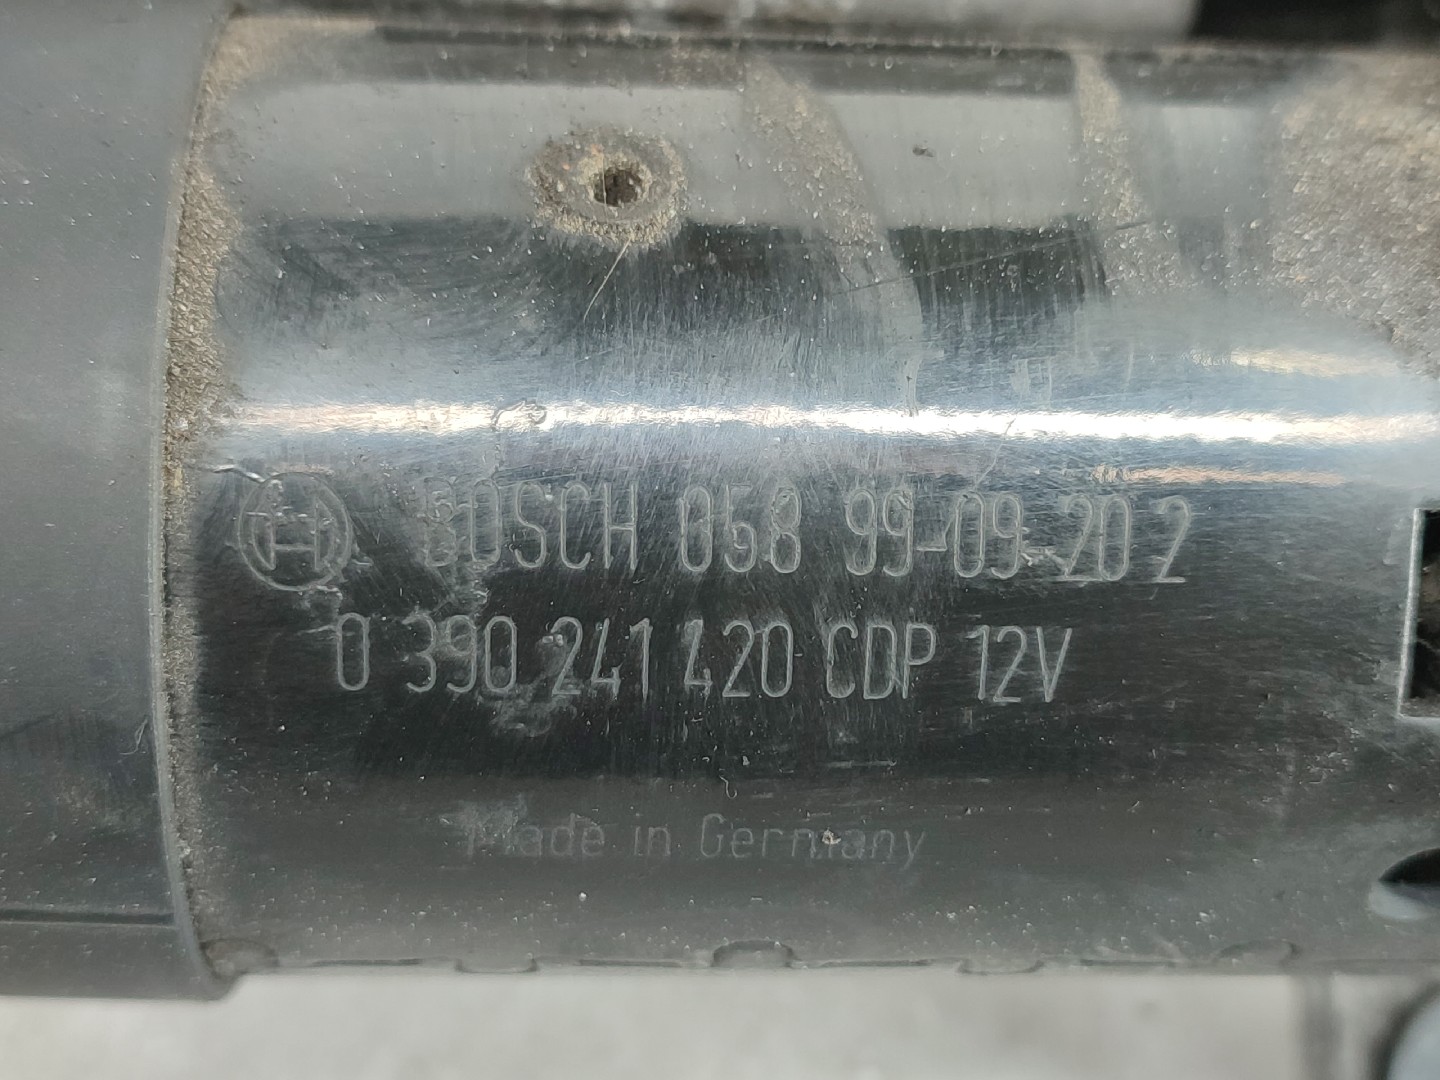 BOSCH 058 99-09-20 2
0 390 241 420 CDP 12V
Made in Germany